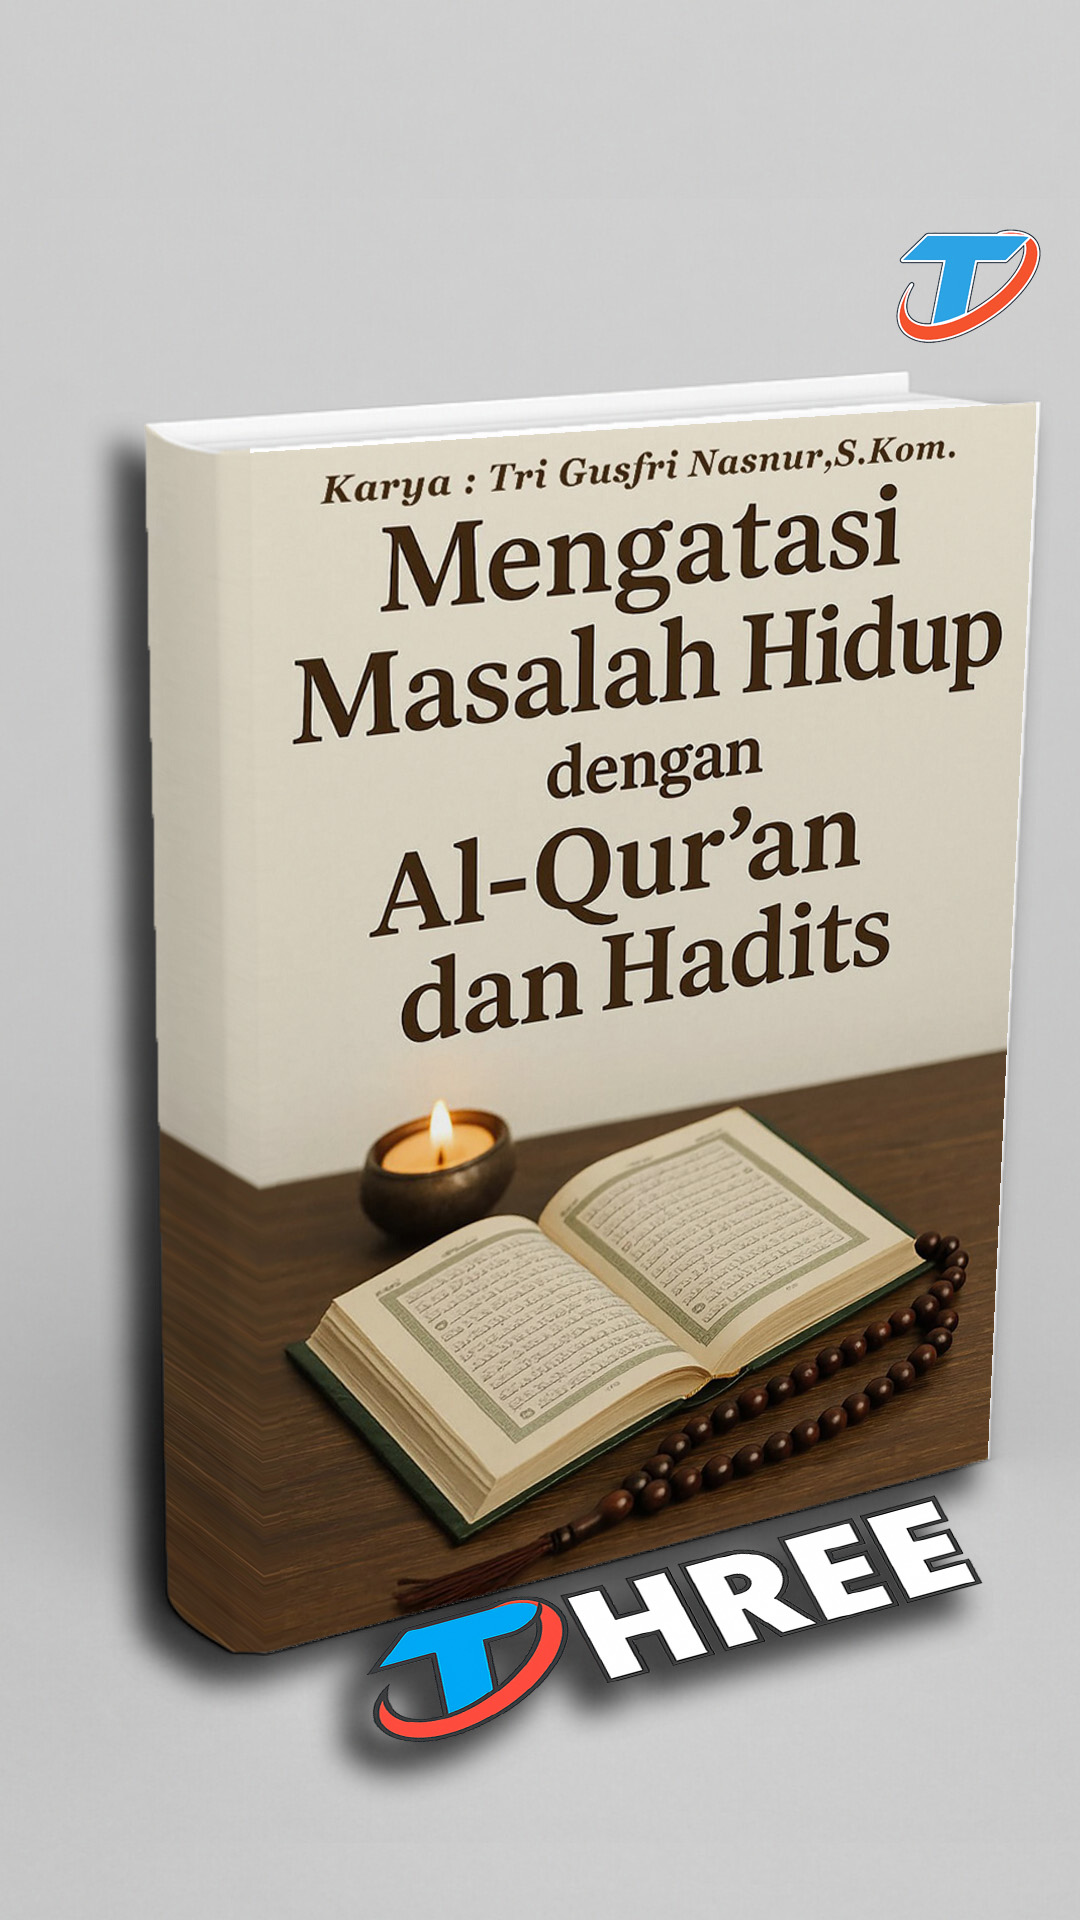 T
Karya : Tri Gusfri Nasnur,S.Kom.
Mengatasi
Masalah Hidup
dengan
Al-Qur’an
dan Hadits
THREE